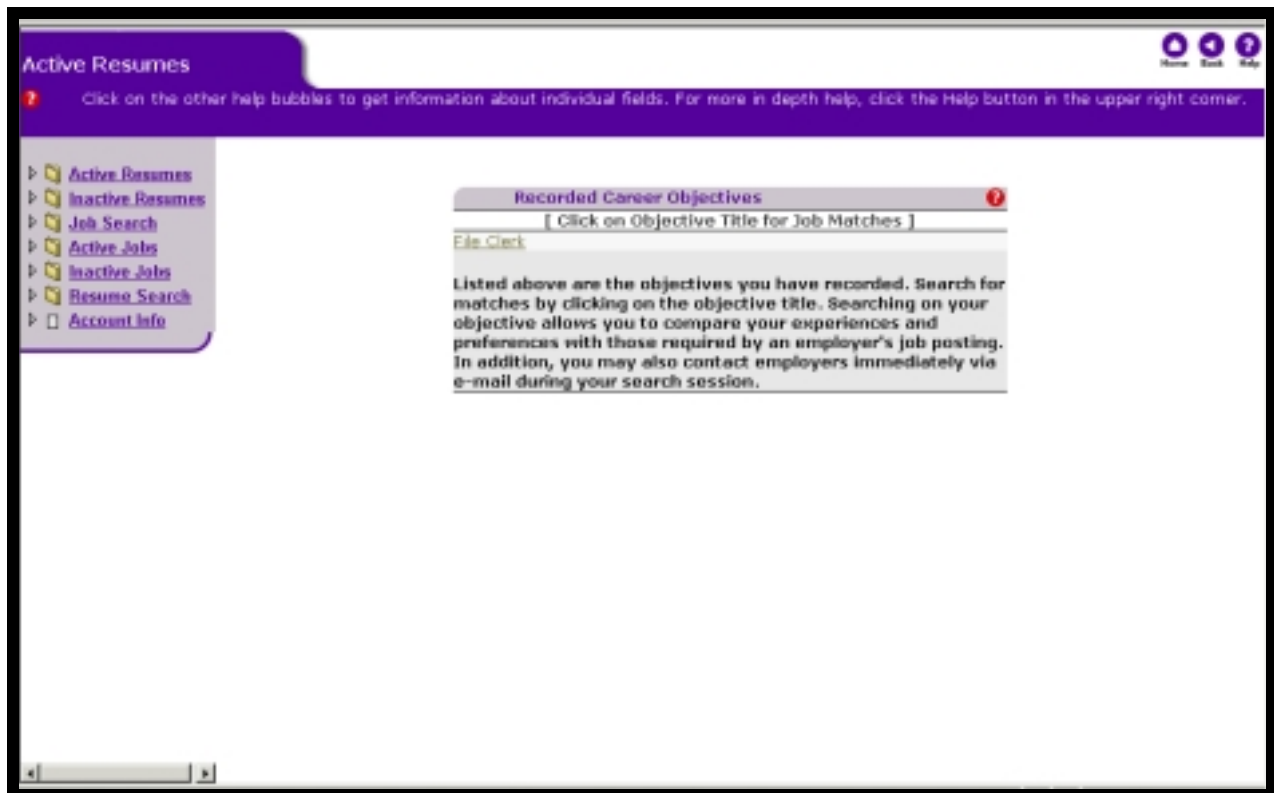 Active Resumes
Home Back Help
? Click on the other help bubbles to get information about individual fields. For more in depth help, click the Help button in the upper right corner.
Active Resumes
Inactive Resumes
Job Search
Active Jobs
Inactive Jobs
Resume Search
Account Info
Recorded Career Objectives ?
[ Click on Objective Title for Job Matches ]
File Clerk
Listed above are the objectives you have recorded. Search for
matches by clicking on the objective title. Searching on your
objective allows you to compare your experiences and
preferences with those required by an employer's job posting.
In addition, you may also contact employers immediately via
e-mail during your search session.